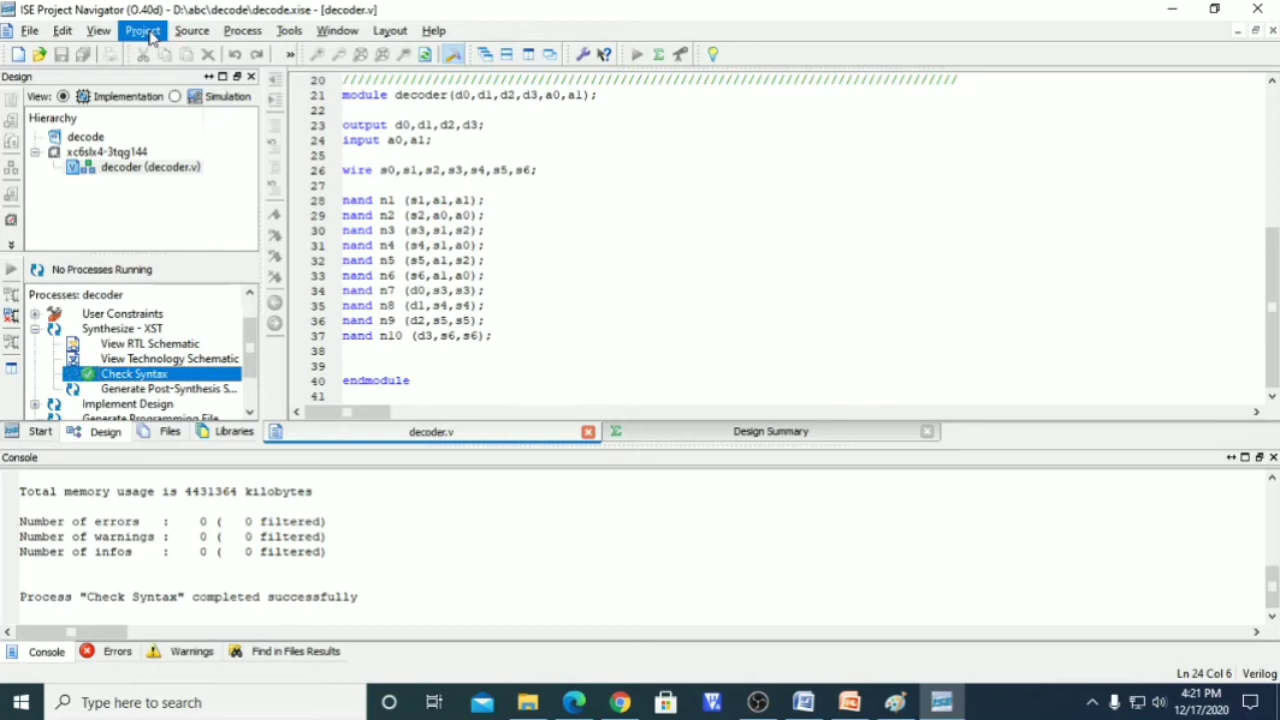 ISE Project Navigator (O.40d) - D:\abc\decode\decode.xise - [decoder.v]
File Edit View Project Source Process Tools Window Layout Help
Design
View: Implementation Simulation
Hierarchy
decode
xc6slx4-3tqg144
decoder (decoder.v)
No Processes Running
Processes: decoder
User Constraints
Synthesize - XST
View RTL Schematic
View Technology Schematic
Check Syntax
Generate Post-Synthesis S...
Implement Design
Generate Programming File
Start Design Files Libraries
20 //////////////////////////////////////////////////////////////////////////////////
21 module decoder(d0,d1,d2,d3,a0,a1);
22
23 output d0,d1,d2,d3;
24 input a0,a1;
25
26 wire s0,s1,s2,s3,s4,s5,s6;
27
28 nand n1 (s1,a1,a1);
29 nand n2 (s2,a0,a0);
30 nand n3 (s3,s1,s2);
31 nand n4 (s4,s1,a0);
32 nand n5 (s5,a1,s2);
33 nand n6 (s6,a1,a0);
34 nand n7 (d0,s3,s3);
35 nand n8 (d1,s4,s4);
36 nand n9 (d2,s5,s5);
37 nand n10 (d3,s6,s6);
38
39
40 endmodule
41
decoder.v Design Summary
Console
Total memory usage is 4431364 kilobytes
Number of errors : 0 ( 0 filtered)
Number of warnings : 0 ( 0 filtered)
Number of infos : 0 ( 0 filtered)
Process "Check Syntax" completed successfully
Console Errors Warnings Find in Files Results
Ln 24 Col 6 Verilog
Type here to search
4:21 PM
12/17/2020